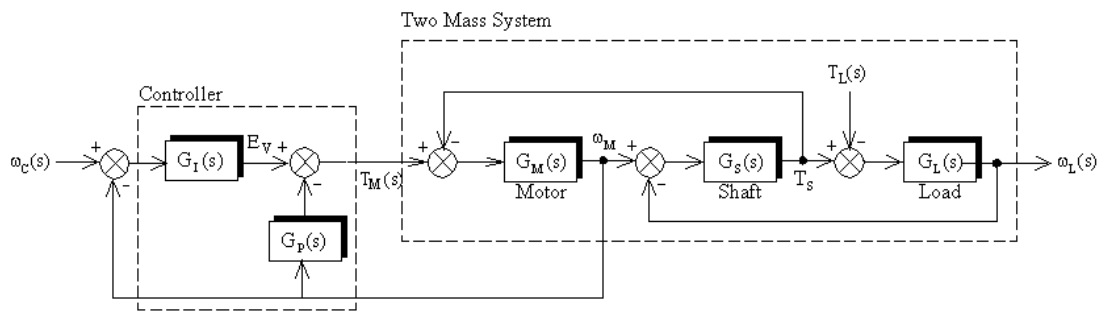 Two Mass System
T_L(s)
Controller
ω_C(s)
+
-
G_I(s)
E_V
+
-
G_P(s)
T_M(s)
+
-
G_M(s)
Motor
ω_M
+
-
G_S(s)
Shaft
T_S
+
-
G_L(s)
Load
ω_L(s)